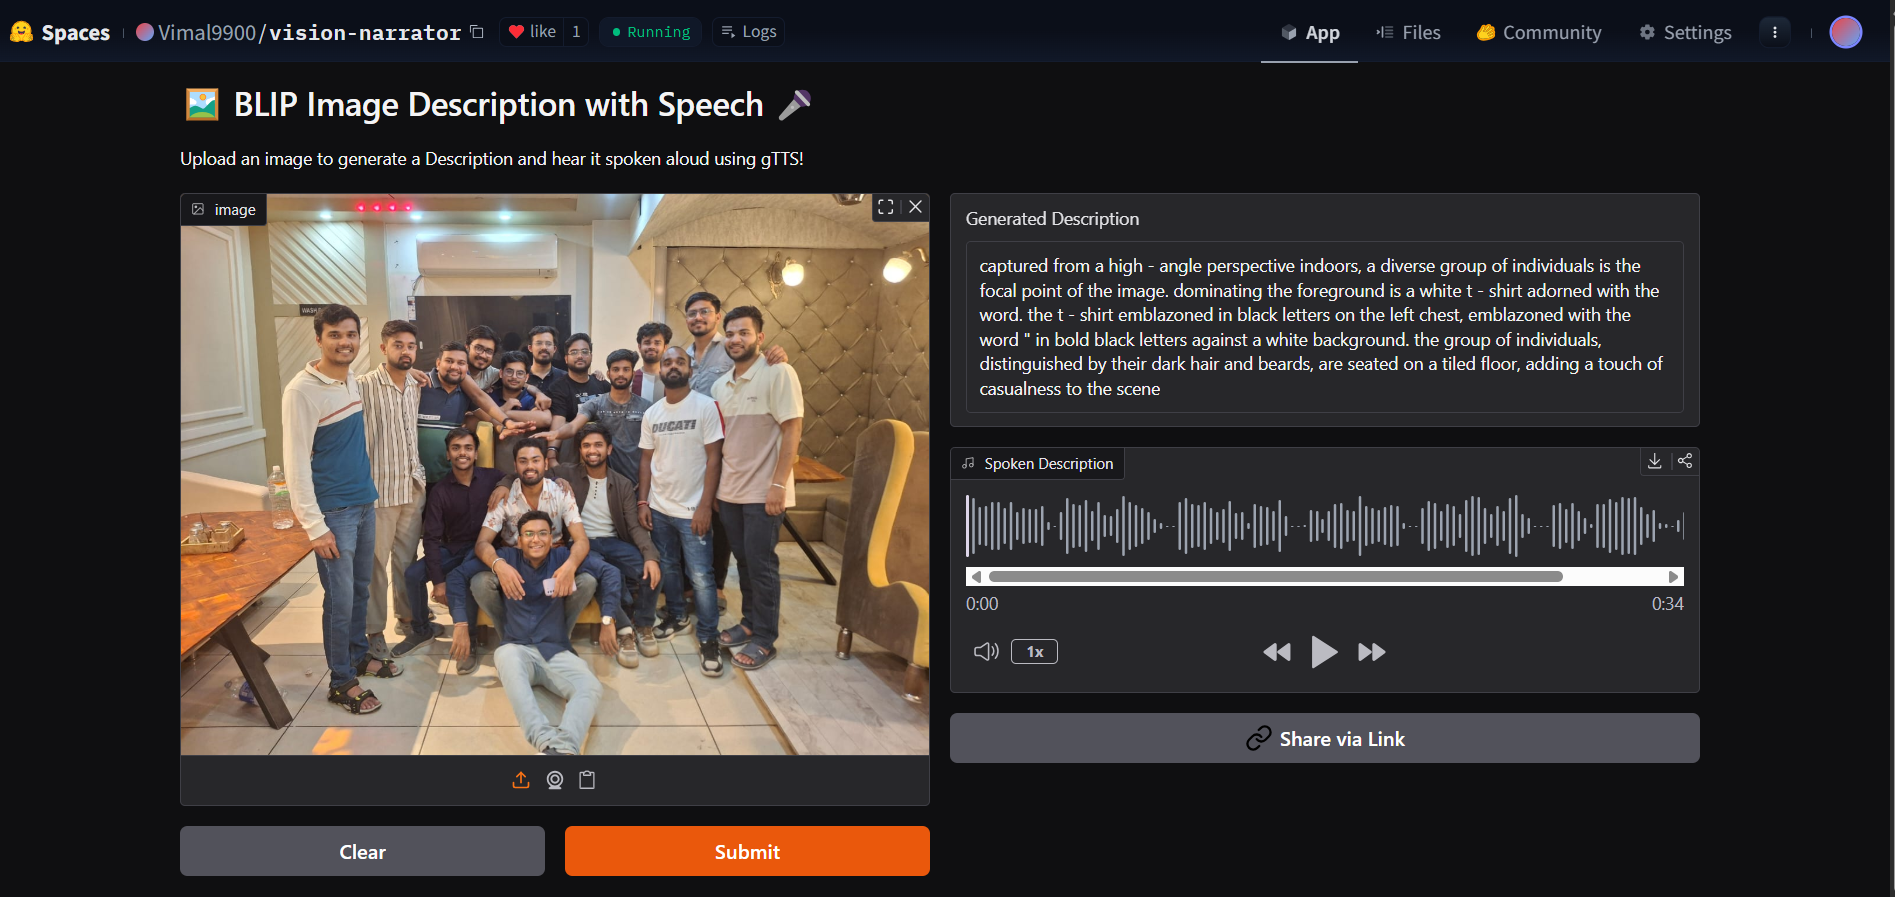 Spaces
Vimal9900/vision-narrator
like 1
Running
Logs
App
Files
Community
Settings
BLIP Image Description with Speech
Upload an image to generate a Description and hear it spoken aloud using gTTS!
image
WASH
DUCATI
Clear
Submit
Generated Description
captured from a high - angle perspective indoors, a diverse group of individuals is the
focal point of the image. dominating the foreground is a white t - shirt adorned with the
word. the t - shirt emblazoned in black letters on the left chest, emblazoned with the
word " in bold black letters against a white background. the group of individuals,
distinguished by their dark hair and beards, are seated on a tiled floor, adding a touch of
casualness to the scene
Spoken Description
0:00
0:34
1x
Share via Link